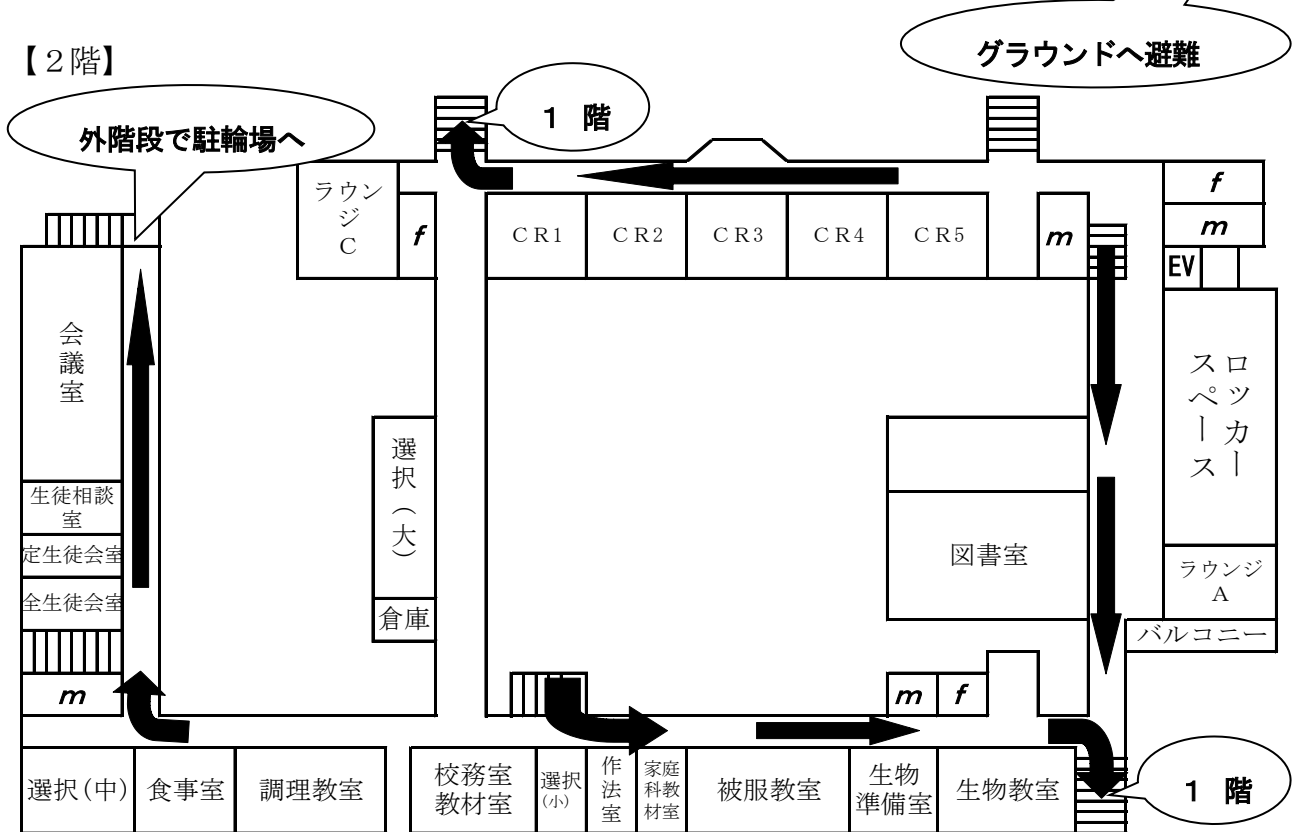 グラウンドへ避難
【２階】
外階段で駐輪場へ
１ 階
ラウン
ジ
C
f
CR1
CR2
CR3
CR4
CR5
m
f
m
EV
会
議
室
ロッカー
スペース
選
択
（
大
）
生徒相談
室
定生徒会室
図書室
ラウンジ
A
全生徒会室
倉庫
バルコニー
m
m
f
選択(中)
食事室
調理教室
校務室
教材室
選択
(小)
作
法
室
家庭
科教
材室
被服教室
生物
準備室
生物教室
１ 階